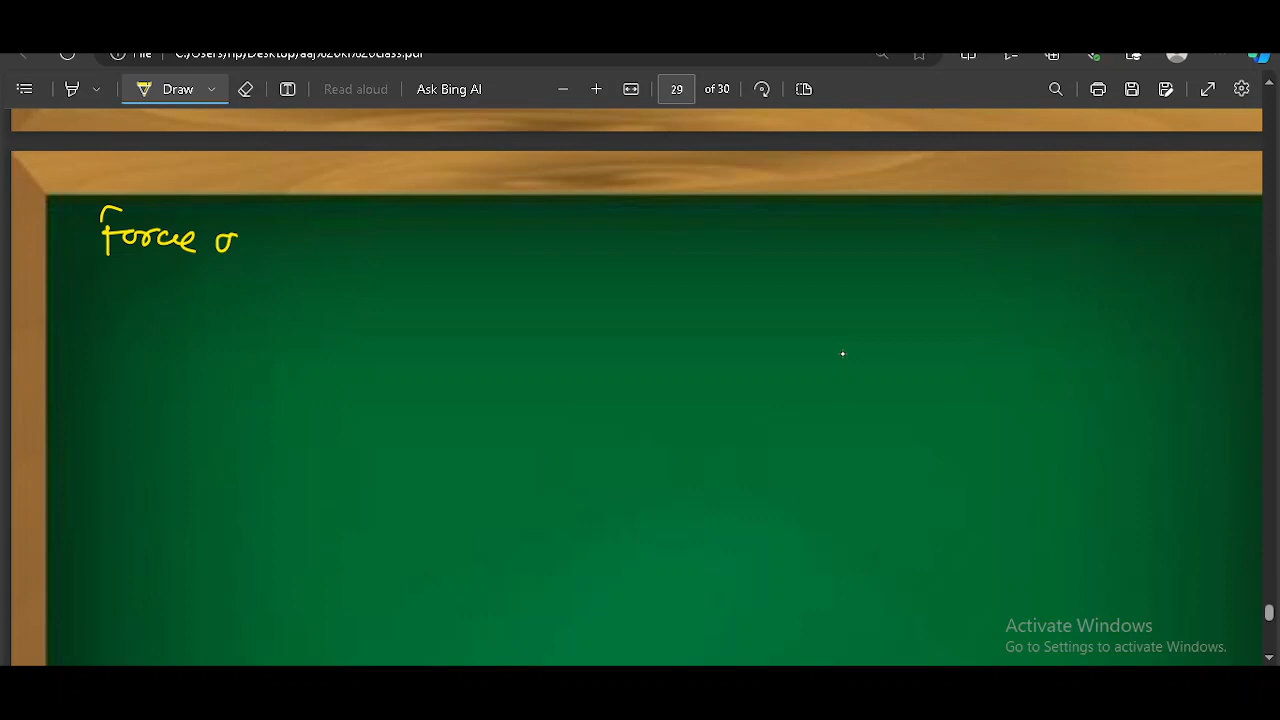 File C:/Users/hp/Desktop/aaj%20ki%20class.pdf
Draw Read aloud Ask Bing AI 29 of 30
Force o
Activate Windows
Go to Settings to activate Windows.